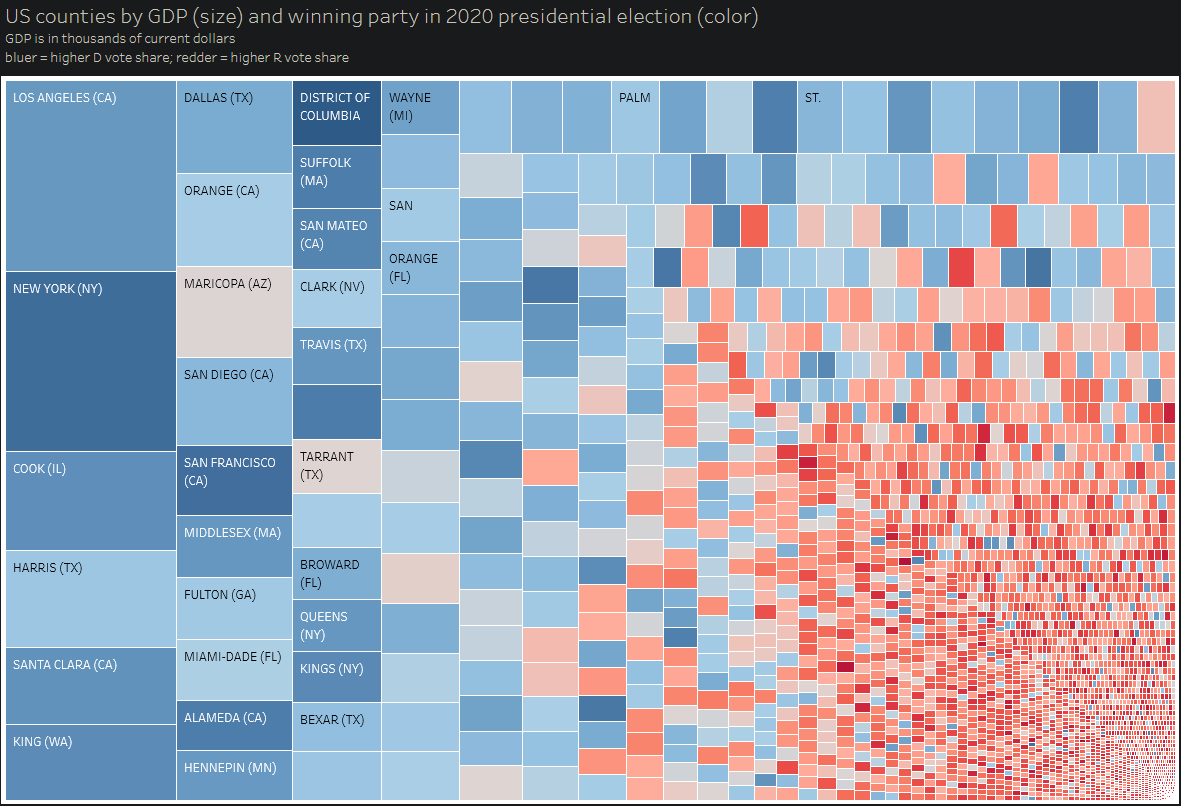 US counties by GDP (size) and winning party in 2020 presidential election (color)
GDP is in thousands of current dollars
bluer = higher D vote share; redder = higher R vote share
LOS ANGELES (CA)
NEW YORK (NY)
COOK (IL)
HARRIS (TX)
SANTA CLARA (CA)
KING (WA)
DALLAS (TX)
ORANGE (CA)
MARICOPA (AZ)
SAN DIEGO (CA)
SAN FRANCISCO
(CA)
MIDDLESEX (MA)
FULTON (GA)
MIAMI-DADE (FL)
ALAMEDA (CA)
HENNEPIN (MN)
DISTRICT OF
COLUMBIA
SUFFOLK
(MA)
SAN MATEO
(CA)
CLARK (NV)
TRAVIS (TX)
TARRANT
(TX)
BROWARD
(FL)
QUEENS
(NY)
KINGS (NY)
BEXAR (TX)
WAYNE
(MI)
SAN
ORANGE
(FL)
PALM
ST.